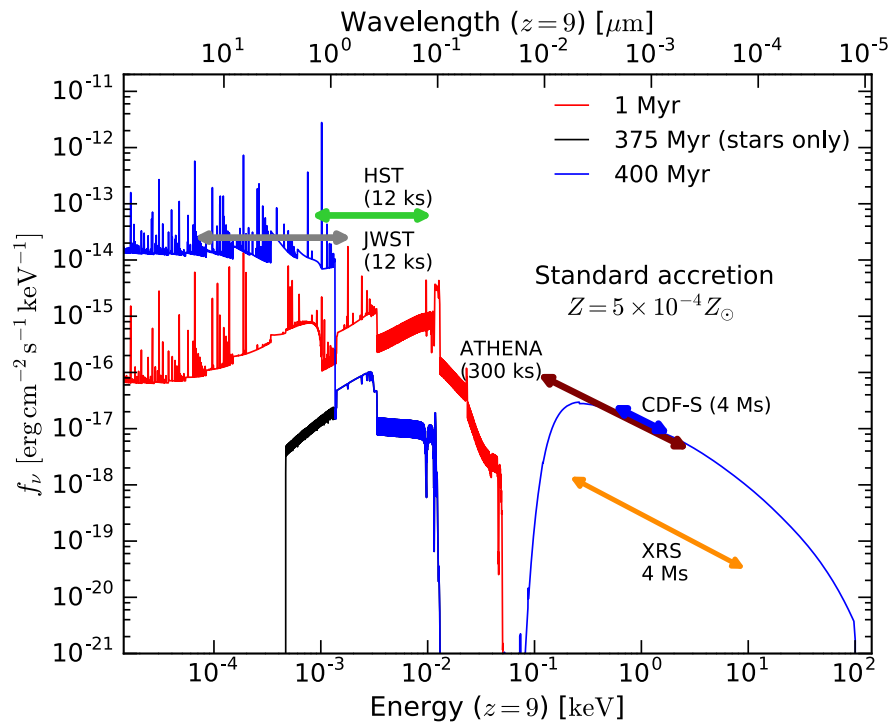 Wavelength (z = 9) [μm]
10^1 10^0 10^-1 10^-2 10^-3 10^-4 10^-5
10^-11
10^-12
10^-13
10^-14
10^-15
10^-16
10^-17
10^-18
10^-19
10^-20
10^-21
f_ν [erg cm^-2 s^-1 keV^-1]
1 Myr
375 Myr (stars only)
400 Myr
HST
(12 ks)
JWST
(12 ks)
Standard accretion
Z = 5 × 10^-4 Z_⊙
ATHENA
(300 ks)
CDF-S (4 Ms)
XRS
4 Ms
10^-4 10^-3 10^-2 10^-1 10^0 10^1 10^2
Energy (z = 9) [keV]